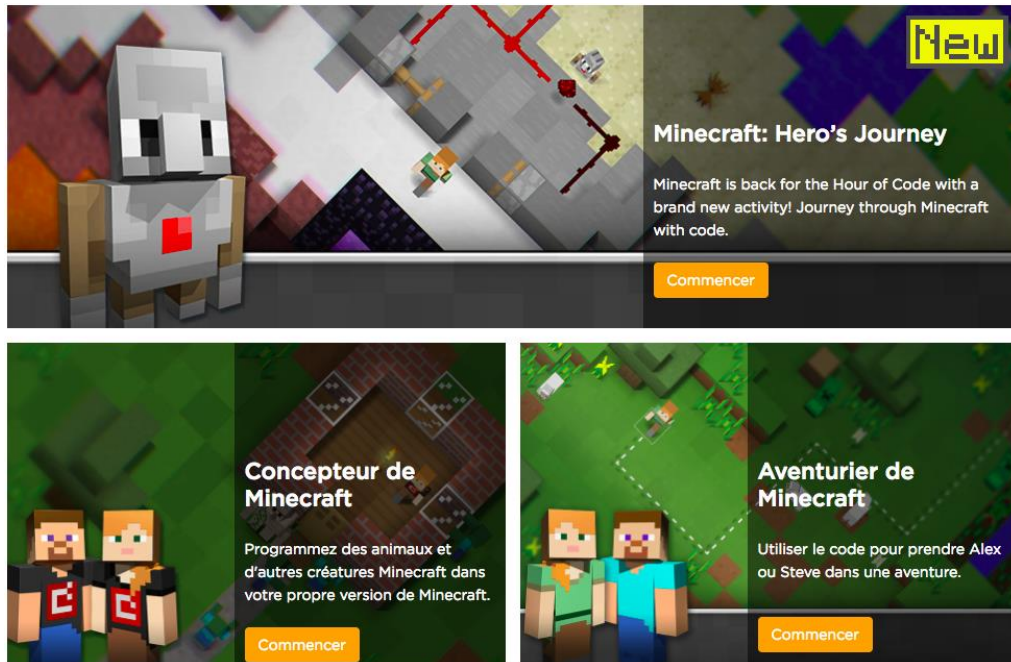 New
Minecraft: Hero's Journey
Minecraft is back for the Hour of Code with a
brand new activity! Journey through Minecraft
with code.
Commencer
Concepteur de
Minecraft
Programmez des animaux et
d'autres créatures Minecraft dans
votre propre version de Minecraft.
Commencer
Aventurier de
Minecraft
Utiliser le code pour prendre Alex
ou Steve dans une aventure.
Commencer